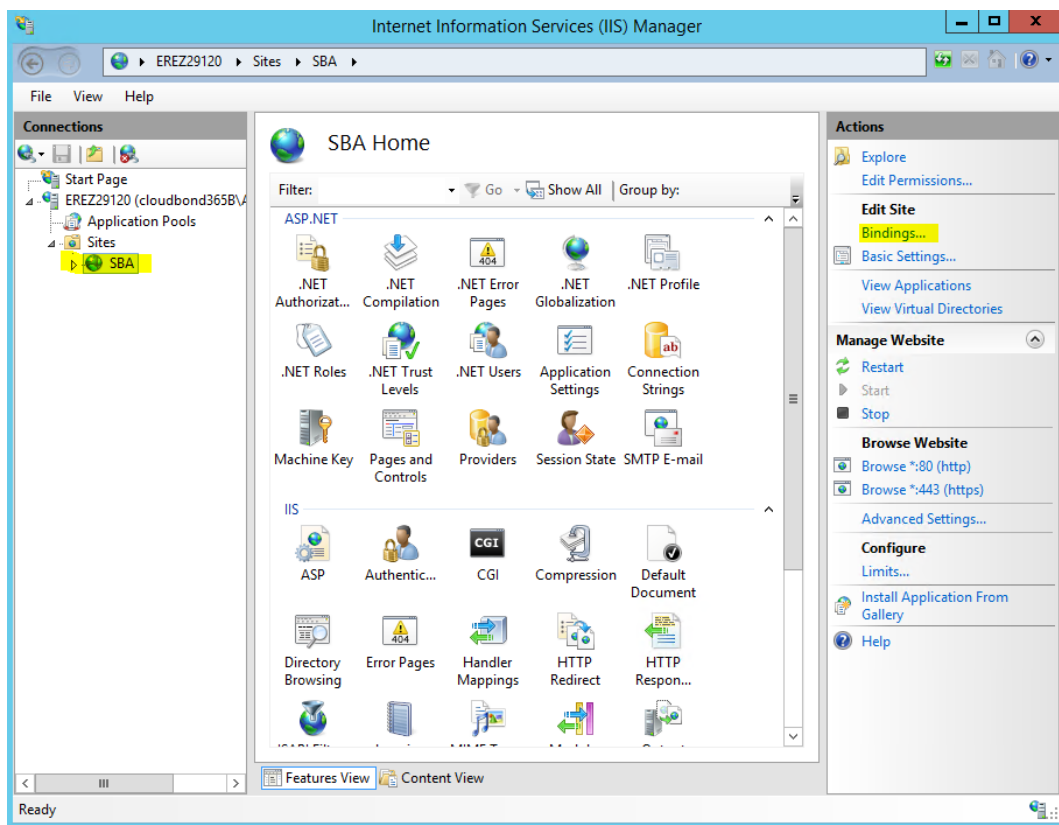 Internet Information Services (IIS) Manager
EREZ29120 Sites SBA
File View Help
Connections
Start Page
EREZ29120 (cloudbond365B\A
Application Pools
Sites
SBA
SBA Home
Filter: Go Show All Group by:
ASP.NET
.NET Authorizat...
.NET Compilation
.NET Error Pages
.NET Globalization
.NET Profile
.NET Roles
.NET Trust Levels
.NET Users
Application Settings
Connection Strings
Machine Key
Pages and Controls
Providers
Session State
SMTP E-mail
IIS
ASP
Authentic...
CGI
Compression
Default Document
Directory Browsing
Error Pages
Handler Mappings
HTTP Redirect
HTTP Respon...
Features View Content View
Actions
Explore
Edit Permissions...
Edit Site
Bindings...
Basic Settings...
View Applications
View Virtual Directories
Manage Website
Restart
Start
Stop
Browse Website
Browse *:80 (http)
Browse *:443 (https)
Advanced Settings...
Configure
Limits...
Install Application From
Gallery
Help
Ready